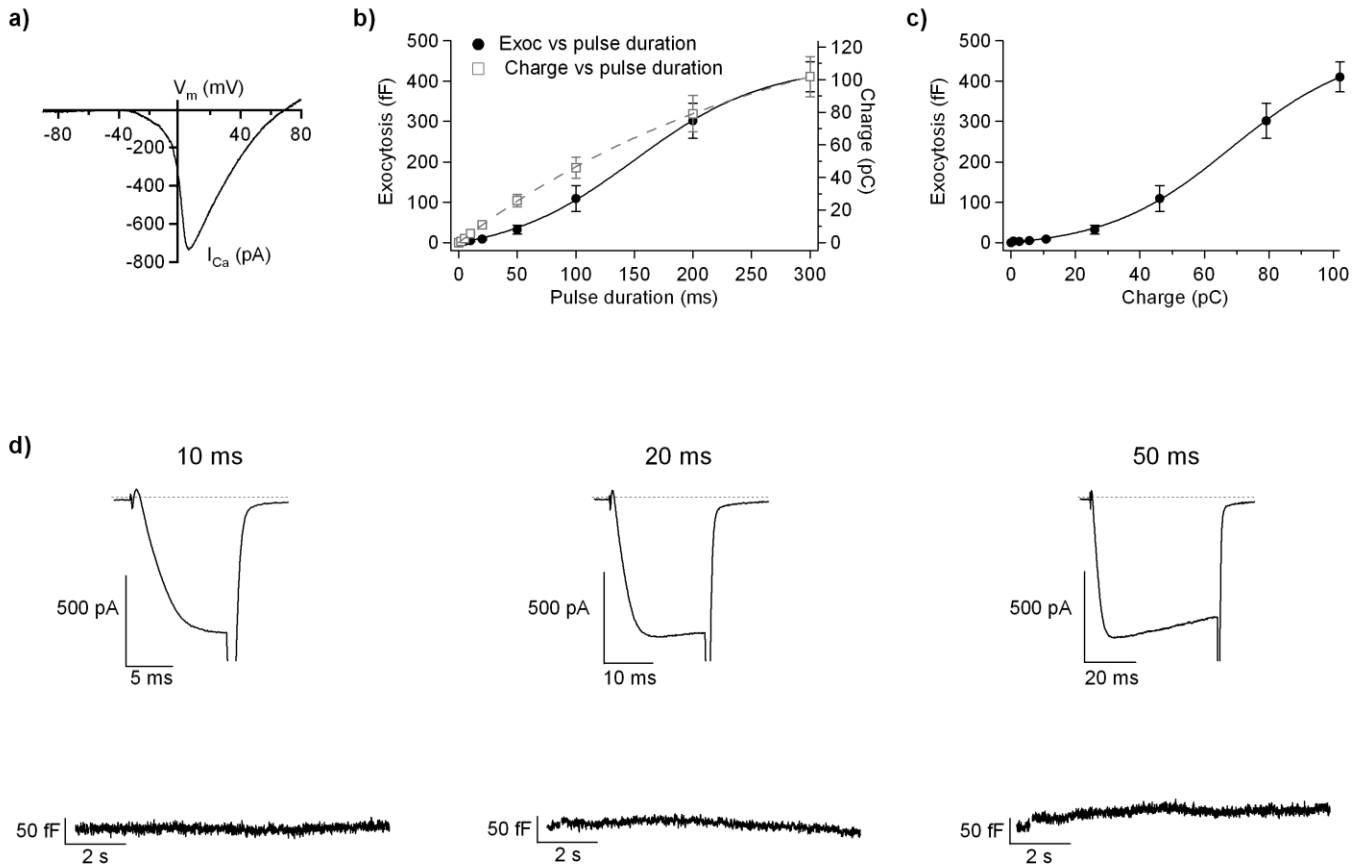 a)
V_m (mV)
-80
-40
40
80
-200
-400
-600
-800
I_Ca (pA)
b)
Exoc vs pulse duration
Charge vs pulse duration
Exocytosis (fF)
500
400
300
200
100
0
Charge (pC)
120
100
80
60
40
20
0
0
50
100
150
200
250
300
Pulse duration (ms)
c)
Exocytosis (fF)
500
400
300
200
100
0
0
20
40
60
80
100
Charge (pC)
d)
10 ms
20 ms
50 ms
500 pA
5 ms
500 pA
10 ms
500 pA
20 ms
50 fF
2 s
50 fF
2 s
50 fF
2 s